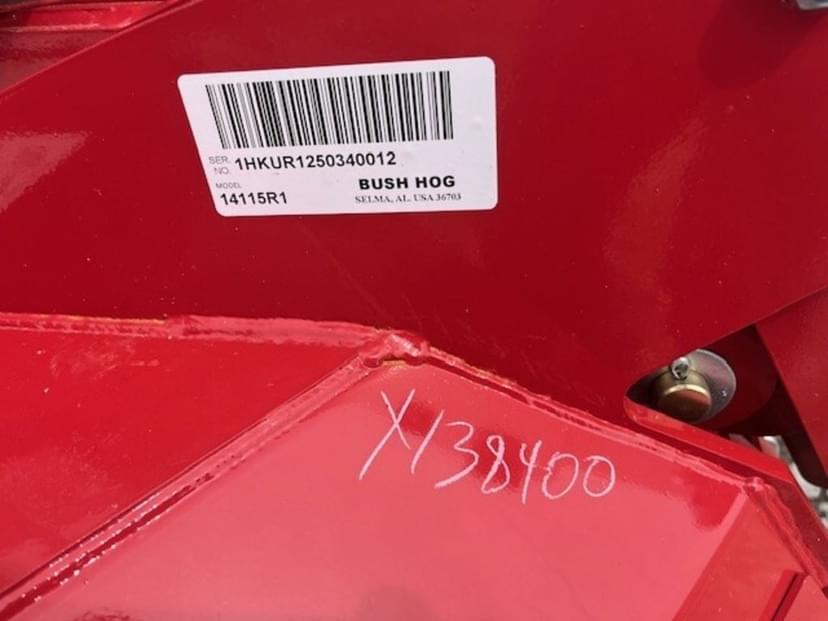 SER. NO. 1HKUR1250340012
MODEL
14115R1 BUSH HOG
SELMA, AL. USA 36703
X138400